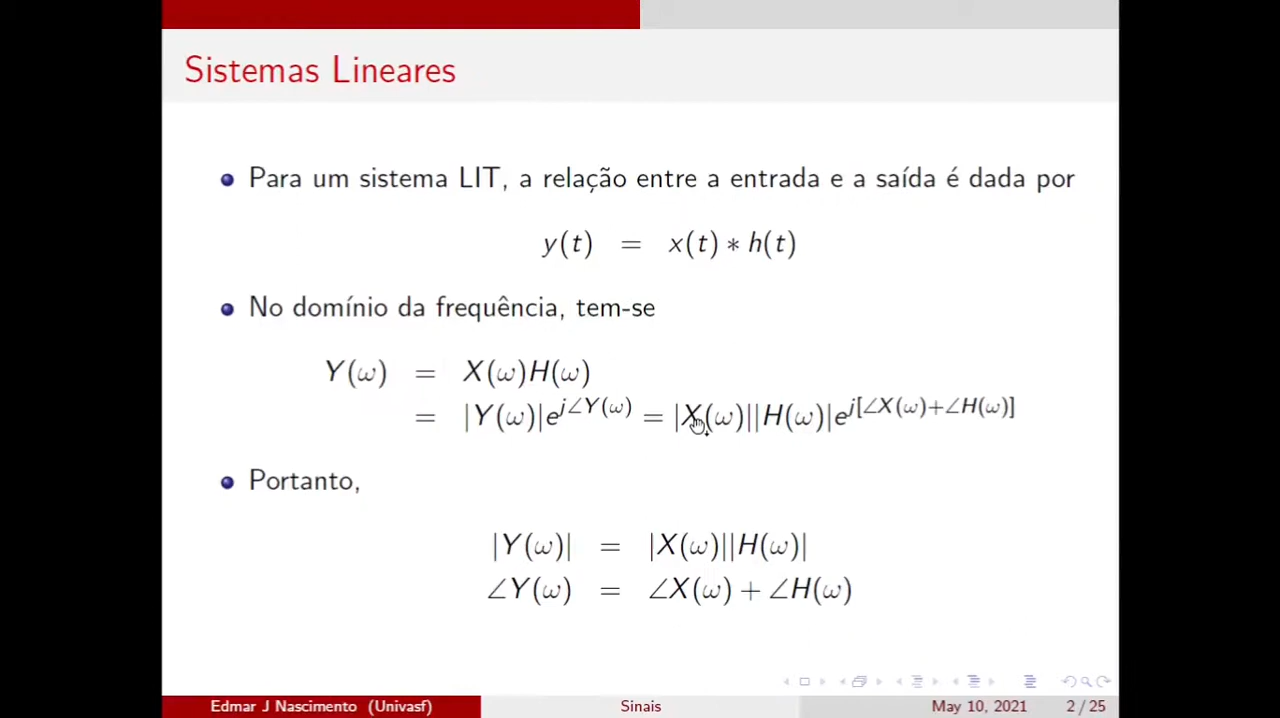 Sistemas Lineares
Para um sistema LIT, a relação entre a entrada e a saída é dada por
y(t) = x(t) ∗ h(t)
No domínio da frequência, tem-se
Y(ω) = X(ω)H(ω)
= |Y(ω)|e^{j∠Y(ω)} = |X(ω)||H(ω)|e^{j[∠X(ω)+∠H(ω)]}
Portanto,
|Y(ω)| = |X(ω)||H(ω)|
∠Y(ω) = ∠X(ω) + ∠H(ω)
Edmar J Nascimento (Univasf) Sinais May 10, 2021 2 / 25